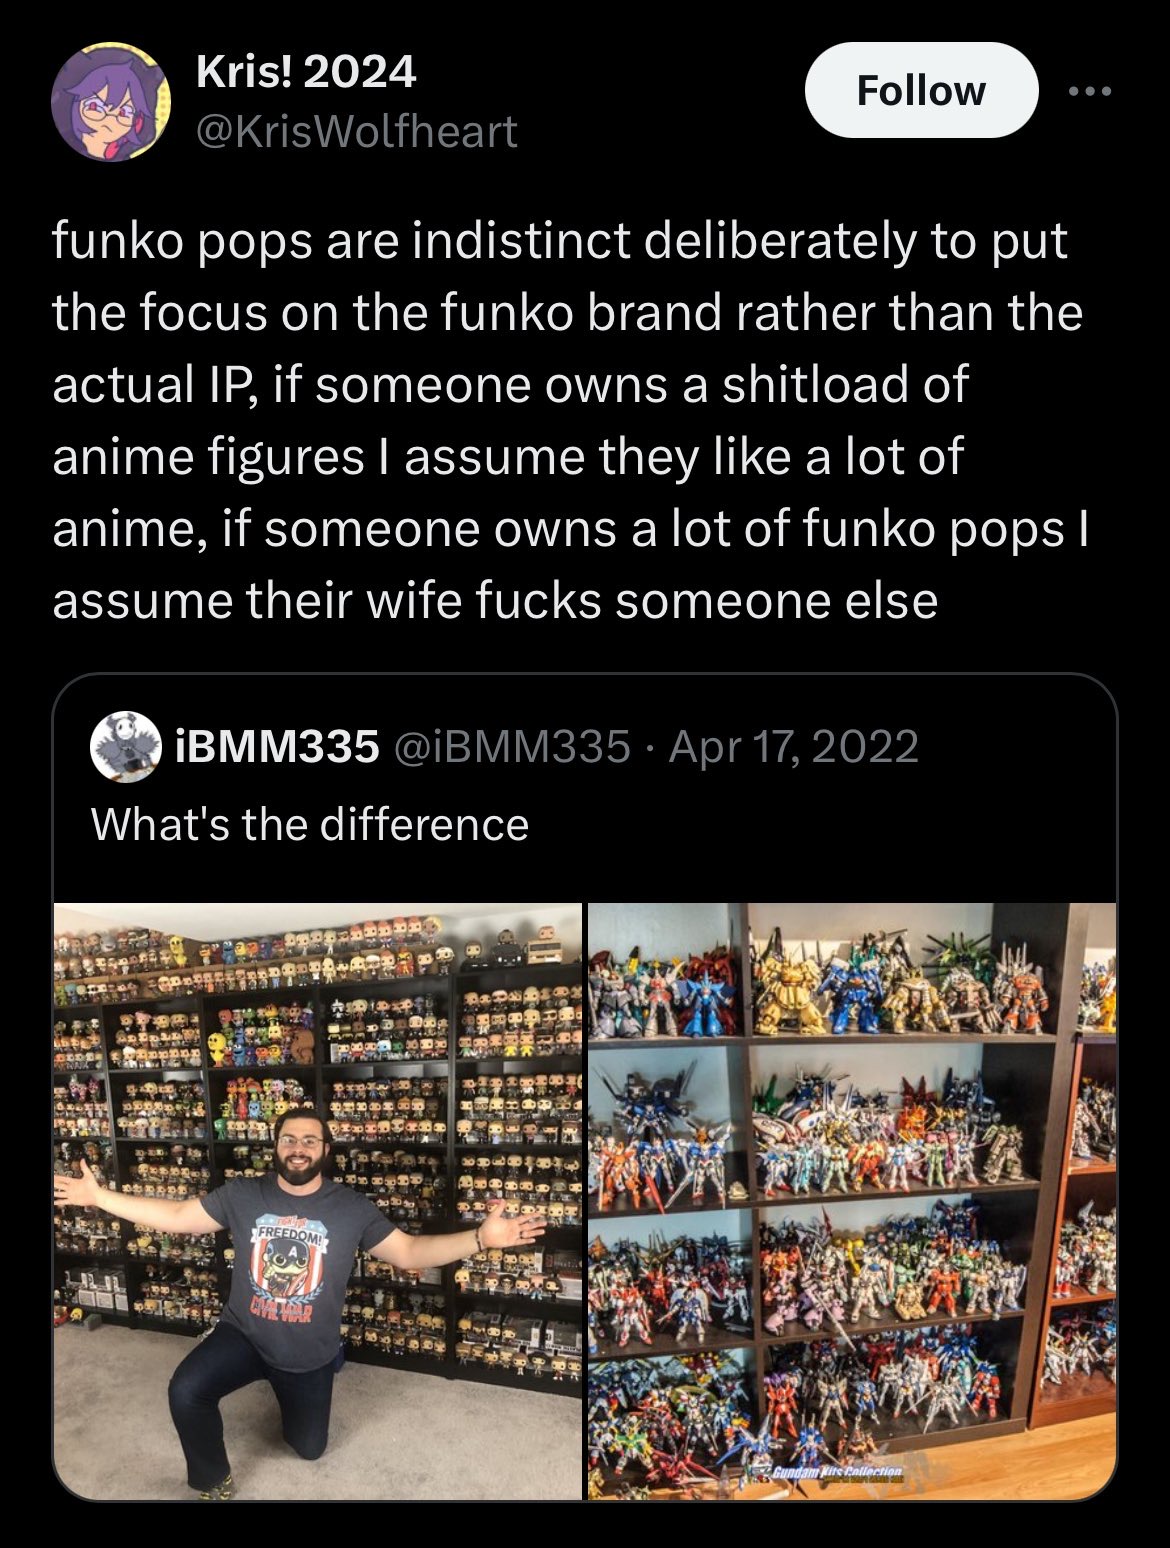 Kris! 2024
@KrisWolfheart
Follow
funko pops are indistinct deliberately to put
the focus on the funko brand rather than the
actual IP, if someone owns a shitload of
anime figures I assume they like a lot of
anime, if someone owns a lot of funko pops I
assume their wife fucks someone else
iBMM335 @iBMM335 · Apr 17, 2022
What's the difference
FREEDOM!
CIVIL WAR
Gundam Kits Collection